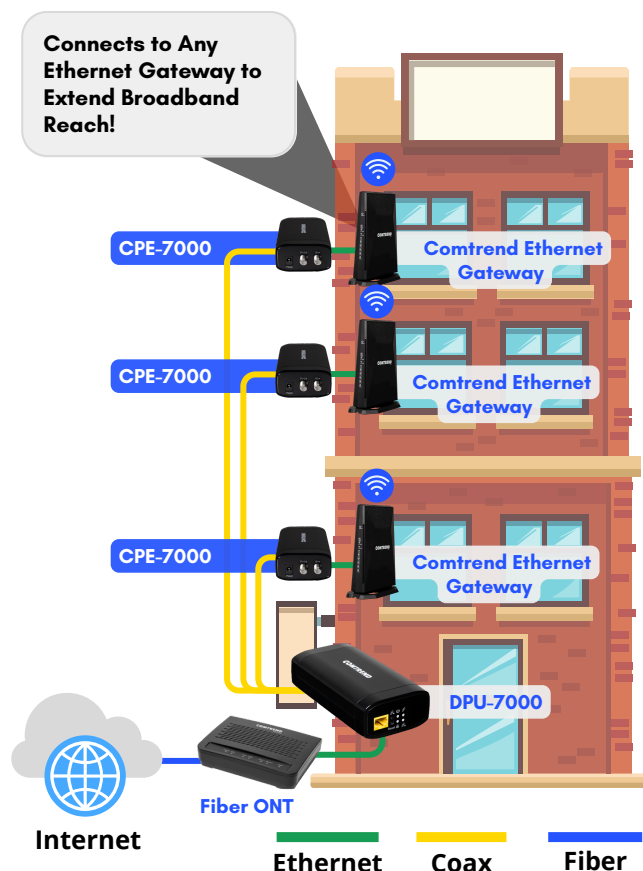 Connects to Any
Ethernet Gateway to
Extend Broadband
Reach!
CPE-7000
Comtrend Ethernet
Gateway
CPE-7000
Comtrend Ethernet
Gateway
CPE-7000
Comtrend Ethernet
Gateway
COMTREND
DPU-7000
Fiber ONT
Internet
Ethernet
Coax
Fiber